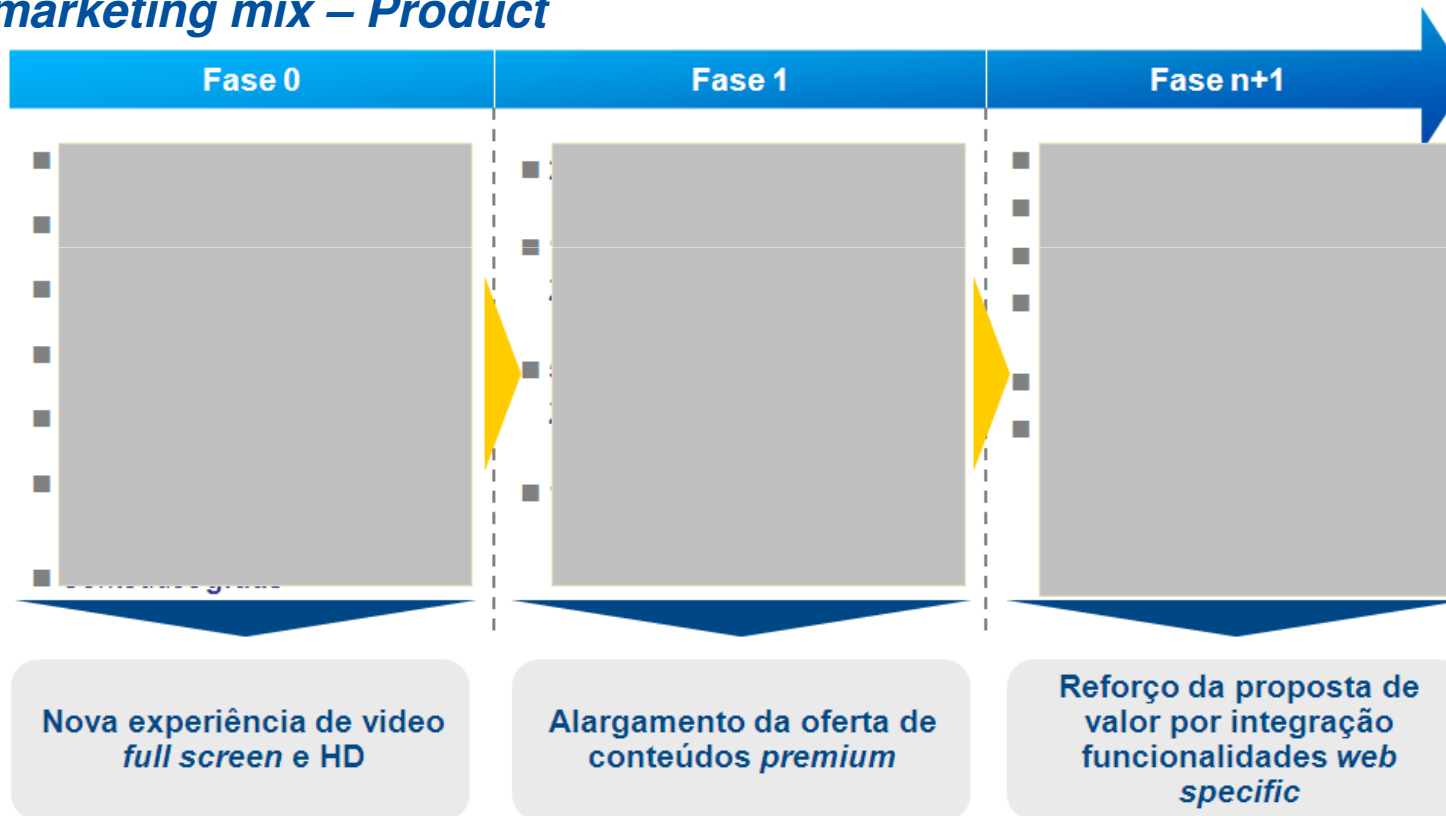 marketing mix – Product
Fase 0
Fase 1
Fase n+1
Nova experiência de video
full screen e HD
Alargamento da oferta de
conteúdos premium
Reforço da proposta de
valor por integração
funcionalidades web
specific